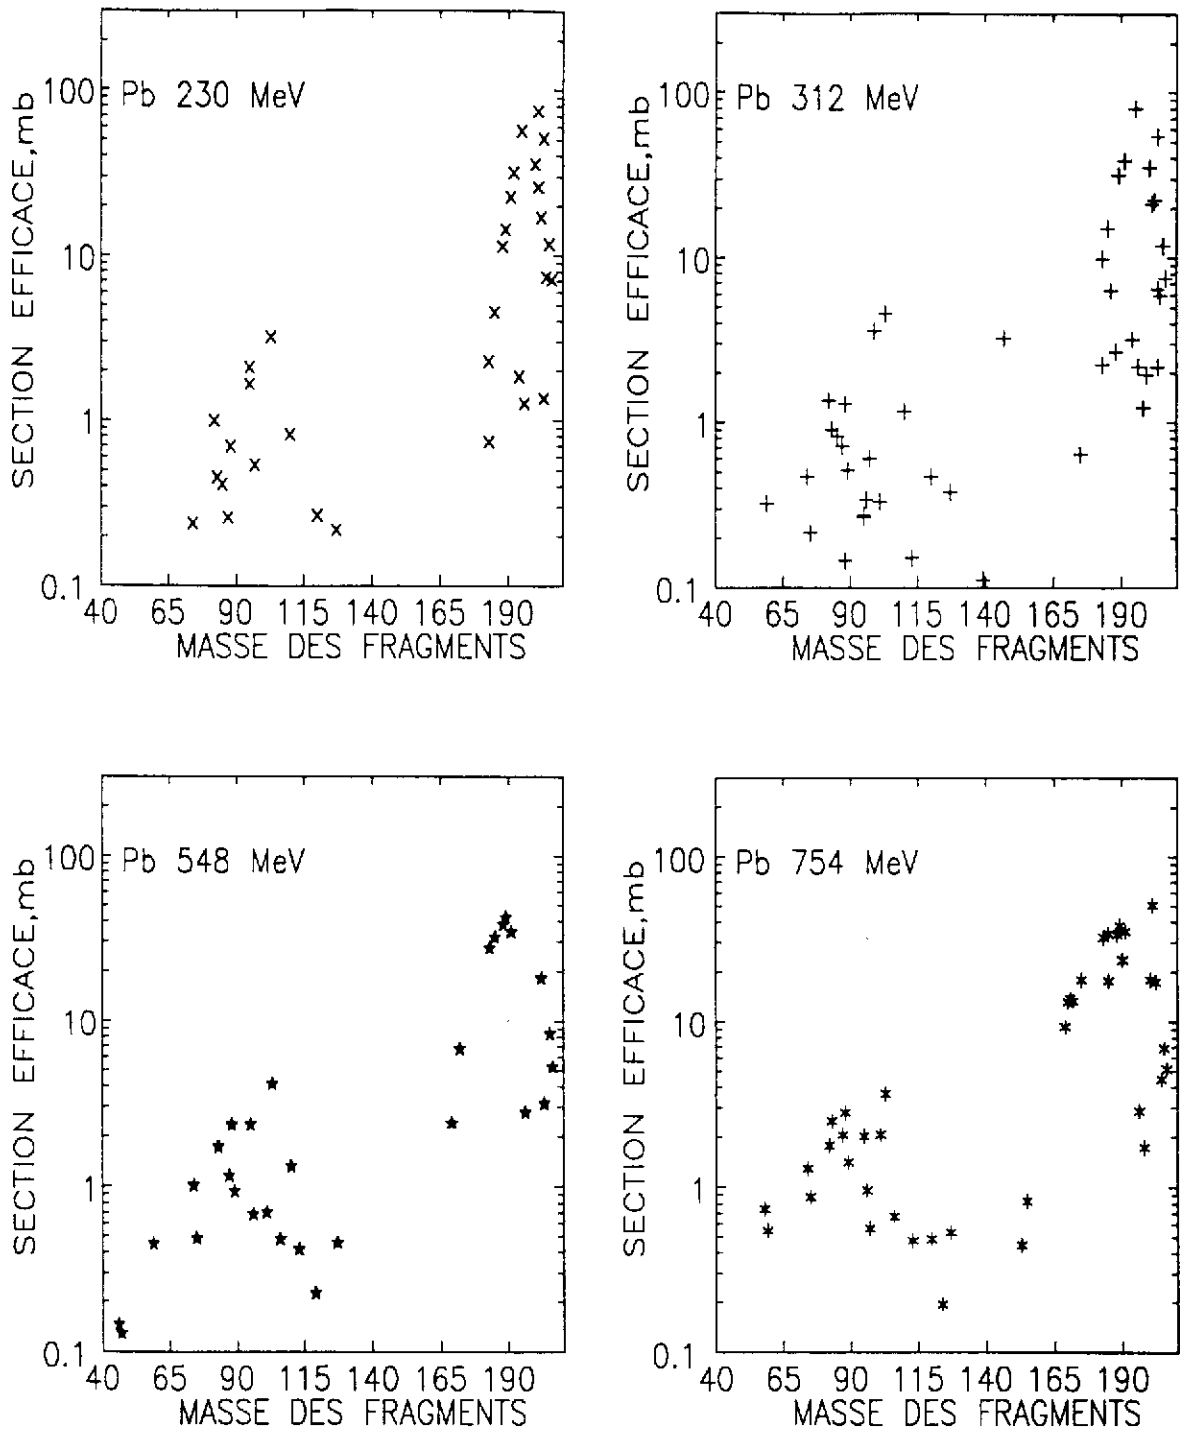 SECTION EFFICACE,mb
100
10
1
0.1
Pb 230 MeV
40 65 90 115 140 165 190
MASSE DES FRAGMENTS
SECTION EFFICACE,mb
100
10
1
0.1
Pb 312 MeV
40 65 90 115 140 165 190
MASSE DES FRAGMENTS
SECTION EFFICACE,mb
100
10
1
0.1
Pb 548 MeV
40 65 90 115 140 165 190
MASSE DES FRAGMENTS
SECTION EFFICACE,mb
100
10
1
0.1
Pb 754 MeV
40 65 90 115 140 165 190
MASSE DES FRAGMENTS